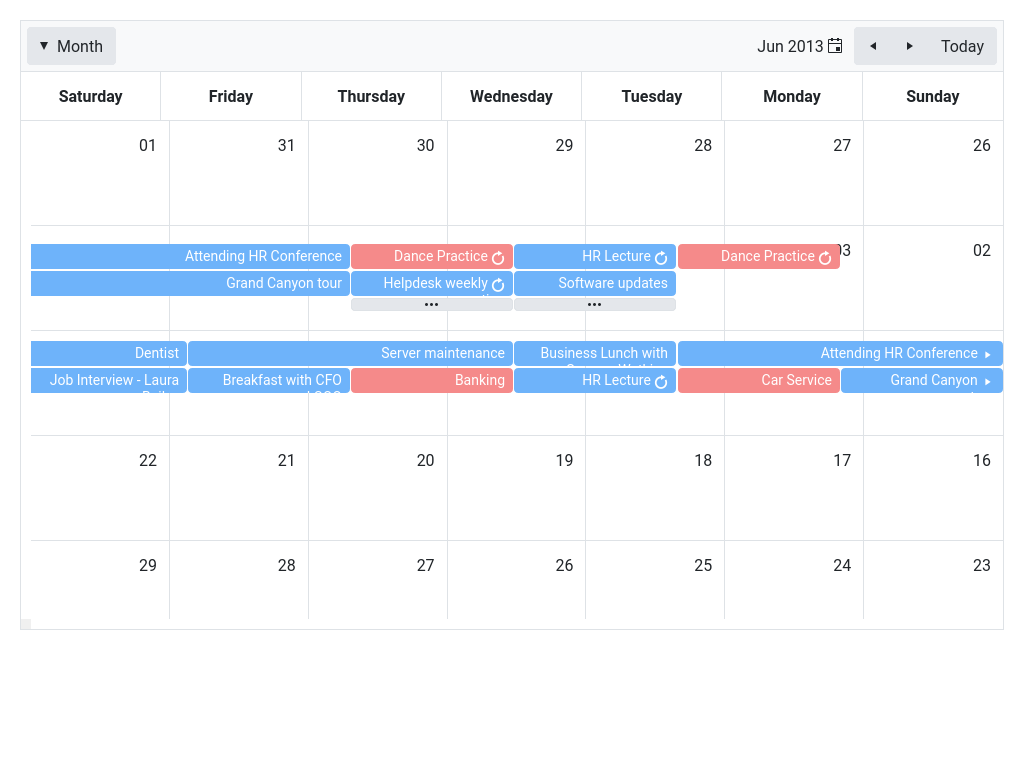 Month
Jun 2013
Today
Saturday Friday Thursday Wednesday Tuesday Monday Sunday
01 31 30 29 28 27 26
03 02
Attending HR Conference Dance Practice HR Lecture Dance Practice
Grand Canyon tour Helpdesk weekly Software updates
••• •••
Dentist Server maintenance Business Lunch with Attending HR Conference
Job Interview - Laura Breakfast with CFO Banking HR Lecture Car Service Grand Canyon
22 21 20 19 18 17 16
29 28 27 26 25 24 23